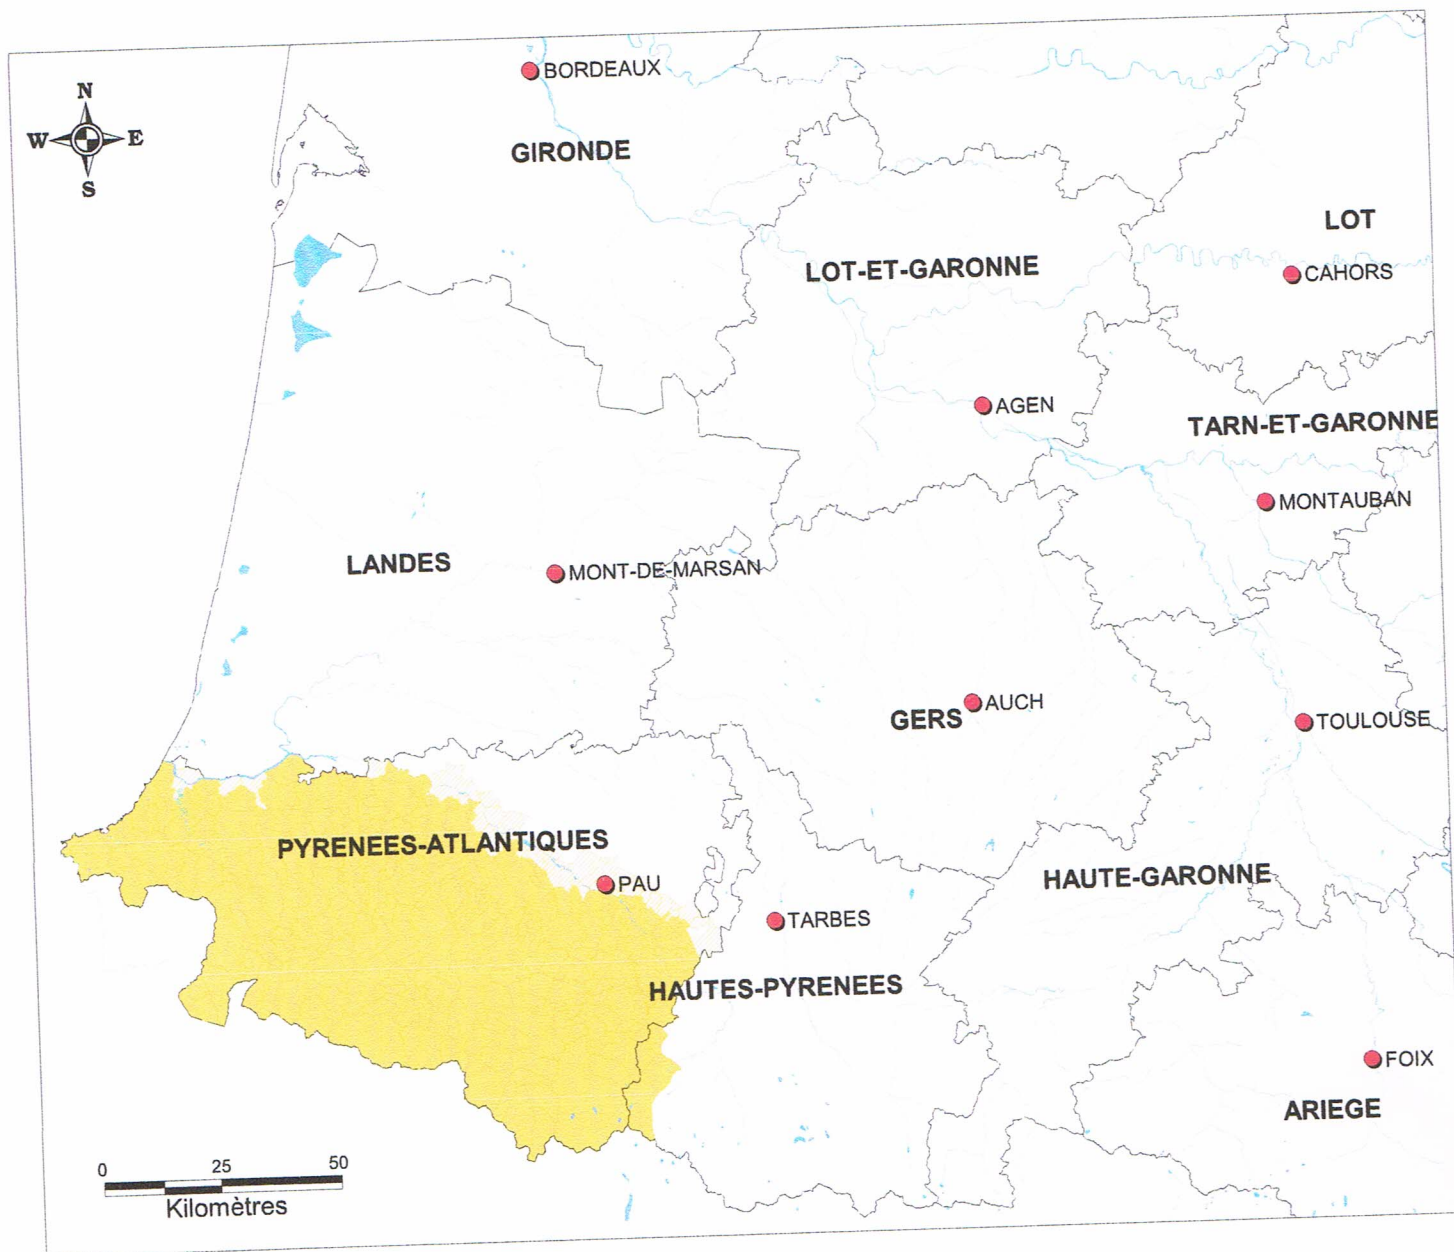 BORDEAUX
N
W E
S
GIRONDE
LOT
LOT-ET-GARONNE
CAHORS
AGEN
TARN-ET-GARONNE
MONTAUBAN
LANDES
MONT-DE-MARSAN
AUCH
GERS
TOULOUSE
PYRENEES-ATLANTIQUES
HAUTE-GARONNE
PAU
TARBES
HAUTES-PYRENEES
FOIX
ARIEGE
0 25 50
Kilomètres